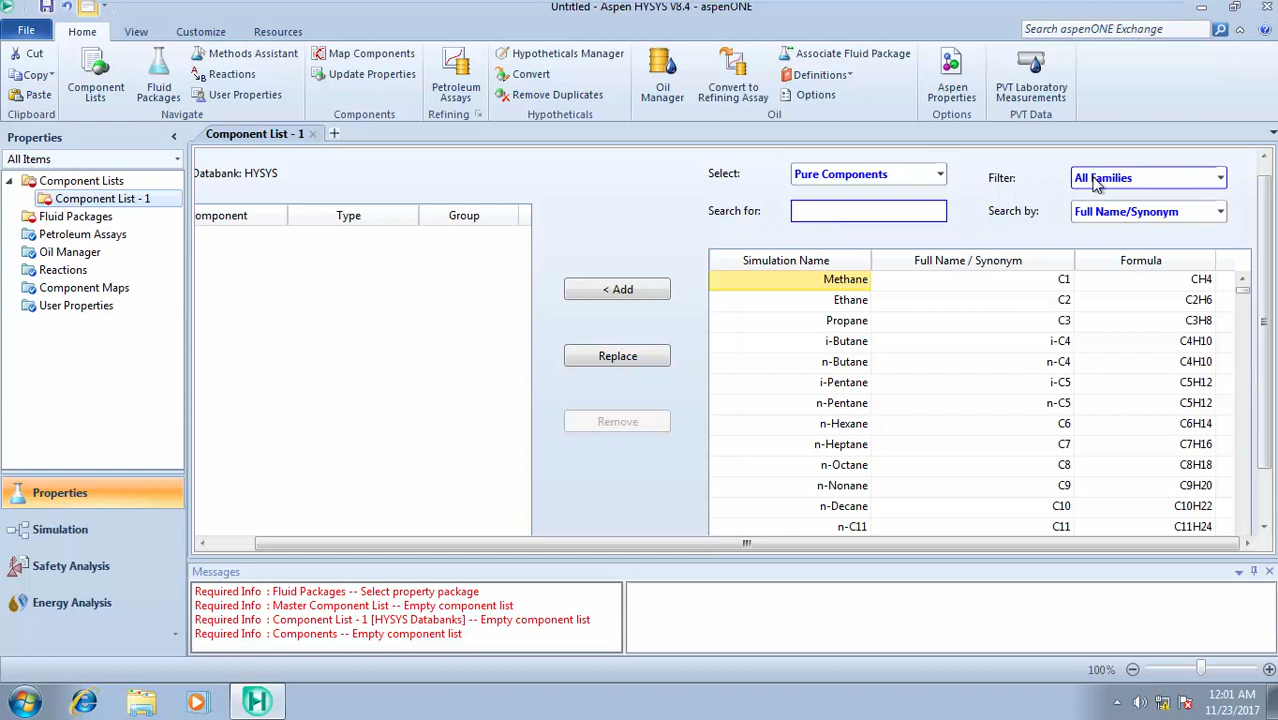 Untitled - Aspen HYSYS V8.4 - aspenONE
File
Home
View
Customize
Resources
Search aspenONE Exchange
Cut
Copy
Paste
Clipboard
Component Lists
Fluid Packages
Methods Assistant
Reactions
User Properties
Navigate
Map Components
Update Properties
Components
Petroleum Assays
Refining
Hypotheticals Manager
Convert
Remove Duplicates
Hypotheticals
Oil Manager
Convert to Refining Assay
Associate Fluid Package
Definitions
Options
Oil
Aspen Properties
Options
PVT Laboratory Measurements
PVT Data
Properties
All Items
Component Lists
Component List - 1
Fluid Packages
Petroleum Assays
Oil Manager
Reactions
Component Maps
User Properties
Properties
Simulation
Safety Analysis
Energy Analysis
Component List - 1
Databank: HYSYS
omponent Type Group
< Add
Replace
Remove
Select: Pure Components Filter: All Families
Search for: Search by: Full Name/Synonym
Simulation Name Full Name / Synonym Formula
Methane C1 CH4
Ethane C2 C2H6
Propane C3 C3H8
i-Butane i-C4 C4H10
n-Butane n-C4 C4H10
i-Pentane i-C5 C5H12
n-Pentane n-C5 C5H12
n-Hexane C6 C6H14
n-Heptane C7 C7H16
n-Octane C8 C8H18
n-Nonane C9 C9H20
n-Decane C10 C10H22
n-C11 C11 C11H24
Messages
Required Info : Fluid Packages -- Select property package
Required Info : Master Component List -- Empty component list
Required Info : Component List - 1 [HYSYS Databanks] -- Empty component list
Required Info : Components -- Empty component list
100%
12:01 AM
11/23/2017